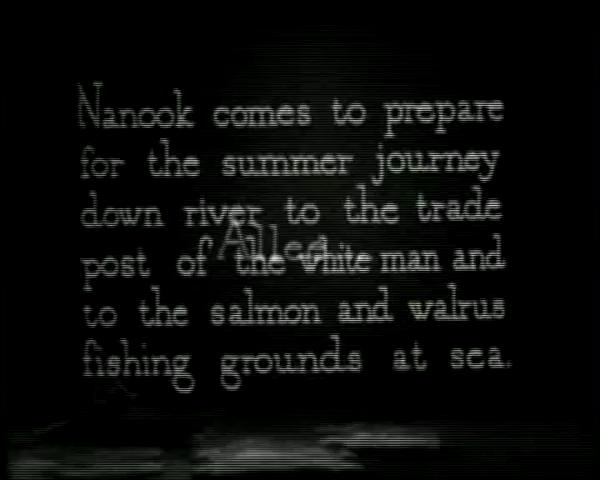 Nanook comes to prepare
for the summer journey
down river to the trade
post of the white man and
to the salmon and walrus
fishing grounds at sea.